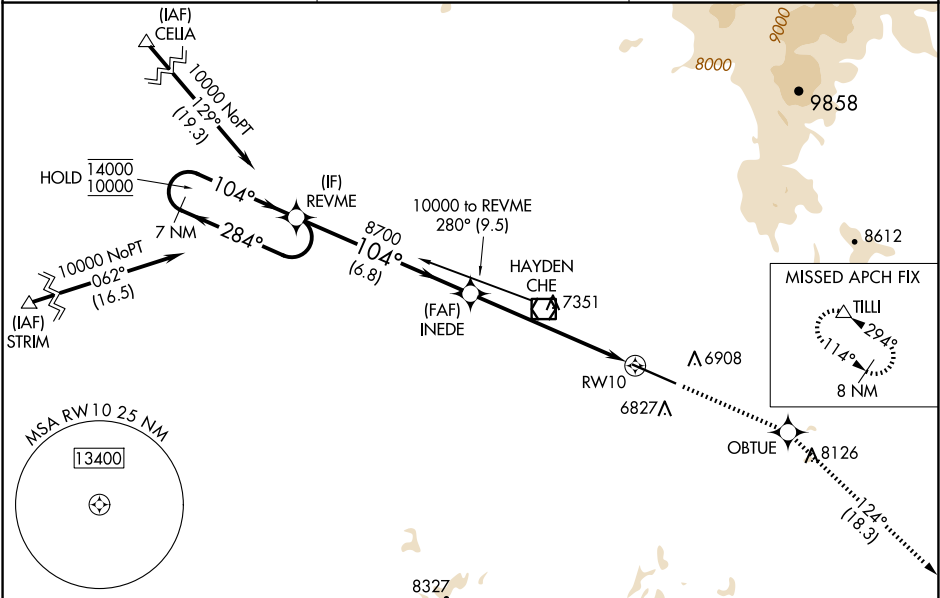 (IAF)
CELIA
10000 NoPT
129°
(19.3)
9000
8000
9858
HOLD
14000
10000
104°
(IF)
REVME
7 NM
284°
8700
104°
(6.8)
10000 to REVME
280° (9.5)
HAYDEN
CHE
7351
8612
10000 NoPT
062°
(16.5)
(IAF)
STRIM
(FAF)
INEDE
MISSED APCH FIX
TILLI
294°
114°
8 NM
RW10
6908
6827
OBTUE
8126
124°
(18.3)
MSA RW10 25 NM
13400
8327